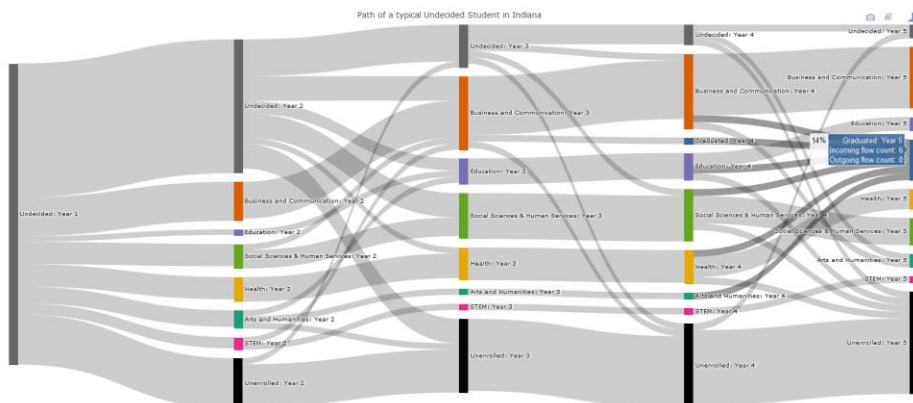 Path of a typical Undecided Student in Indiana
Undecided: Year 1
Undecided: Year 2
Business and Communication: Year 2
Education: Year 2
Social Sciences & Human Services: Year 2
Health: Year 2
Arts and Humanities: Year 2
STEM: Year 2
Unenrolled: Year 2
Undecided: Year 3
Business and Communication: Year 3
Education: Year 3
Social Sciences & Human Services: Year 3
Health: Year 3
Arts and Humanities: Year 3
STEM: Year 3
Unenrolled: Year 3
Undecided: Year 4
Business and Communication: Year 4
Graduated: Year 4
Education: Year 4
Social Sciences & Human Services: Year 4
Health: Year 4
Arts and Humanities: Year 4
STEM: Year 4
Unenrolled: Year 4
Undecided: Year 5
Business and Communication: Year 5
Education: Year 5
14%
Graduated: Year 5
Incoming flow count: 6
Outgoing flow count: 0
Health: Year 5
Social Sciences & Human Services: Year 5
Arts and Humanities: Year 5
STEM: Year 5
Unenrolled: Year 5